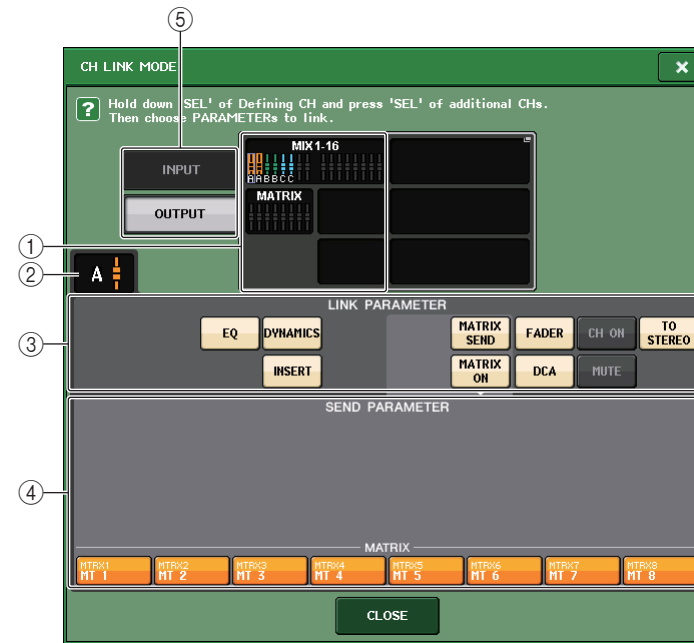 5
CH LINK MODE
×
? Hold down 'SEL' of Defining CH and press 'SEL' of additional CHs.
Then choose PARAMETERs to link.
INPUT
OUTPUT
MIX1-16
AABBCC
MATRIX
1
2
A
LINK PARAMETER
3
EQ DYNAMICS MATRIX SEND FADER CH ON TO STEREO
INSERT MATRIX ON DCA MUTE
SEND PARAMETER
4
MATRIX
MTRX1 MTRX2 MTRX3 MTRX4 MTRX5 MTRX6 MTRX7 MTRX8
MT 1 MT 2 MT 3 MT 4 MT 5 MT 6 MT 7 MT 8
CLOSE